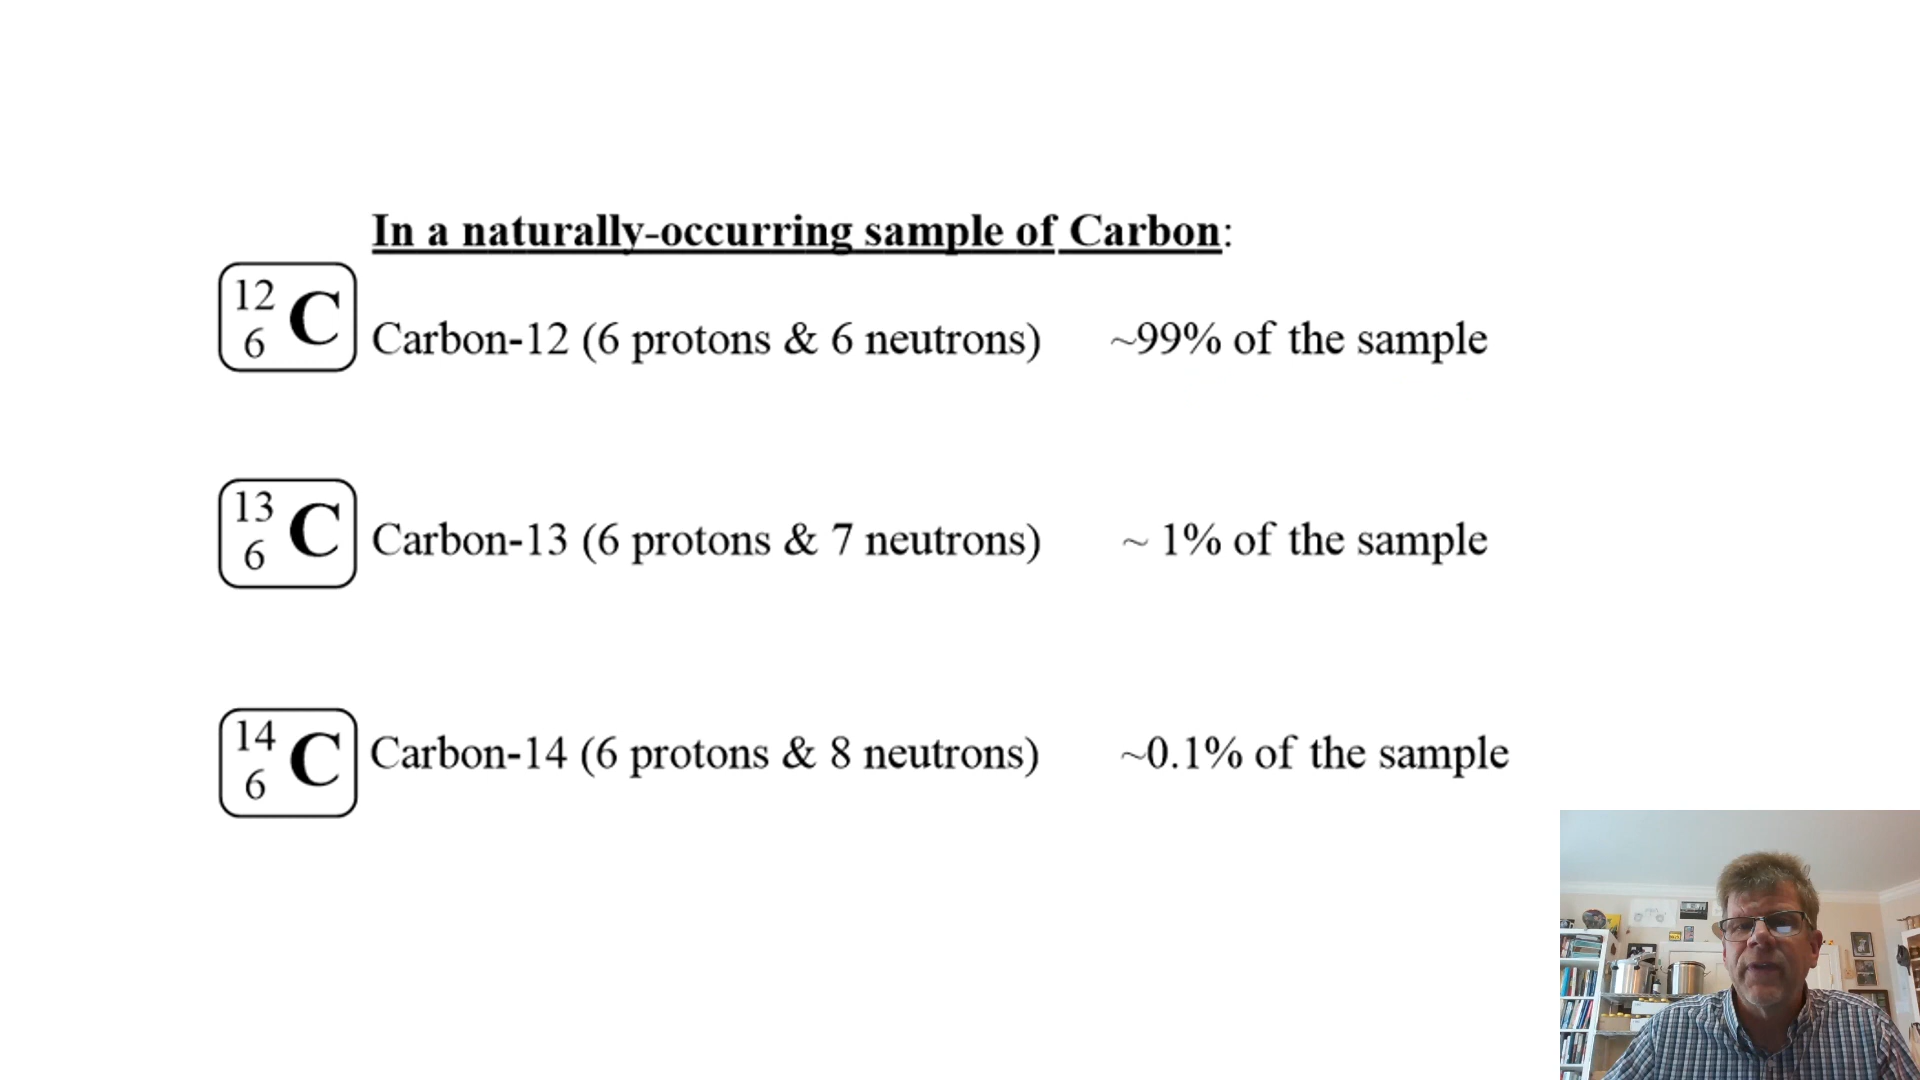 In a naturally-occurring sample of Carbon:
12
6 C Carbon-12 (6 protons & 6 neutrons) ~99% of the sample
13
6 C Carbon-13 (6 protons & 7 neutrons) ~ 1% of the sample
14
6 C Carbon-14 (6 protons & 8 neutrons) ~0.1% of the sample